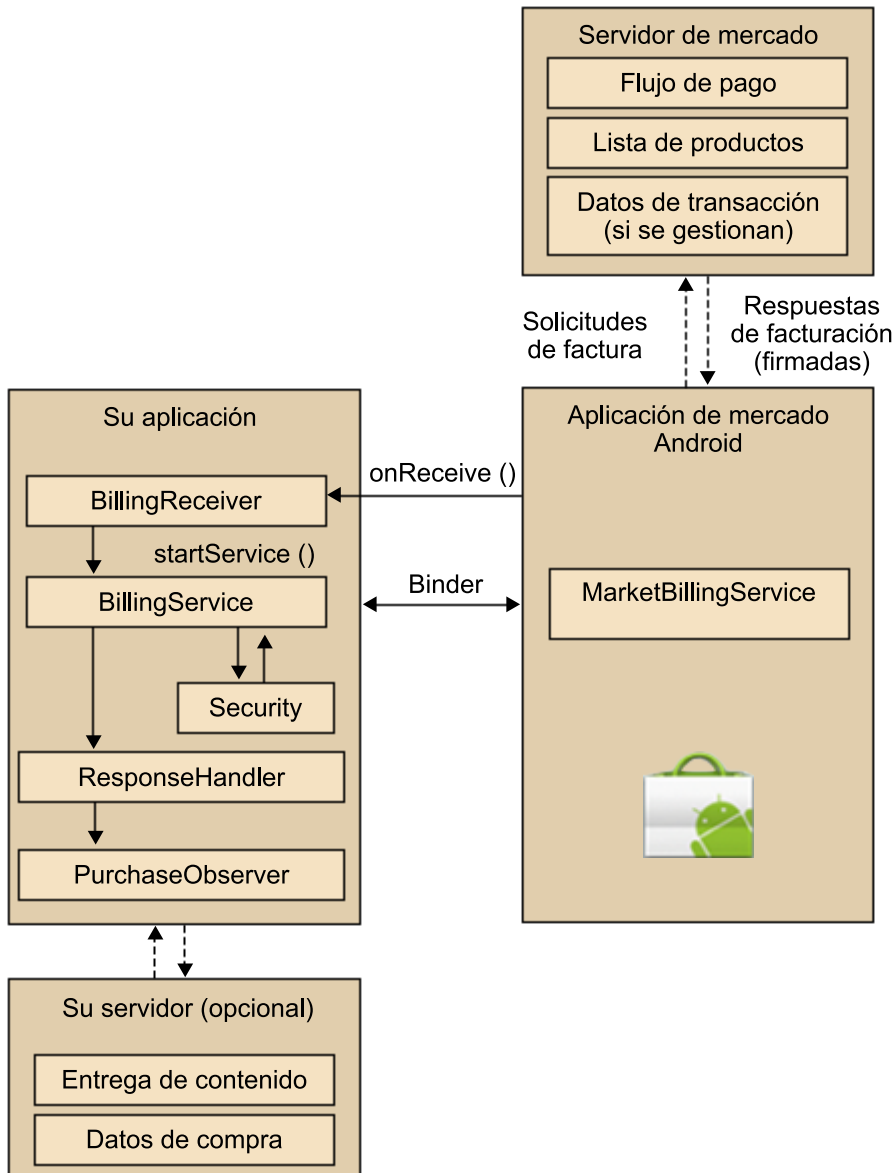 Servidor de mercado
Flujo de pago
Lista de productos
Datos de transacción
(si se gestionan)
Solicitudes
de factura
Respuestas
de facturación
(firmadas)
Su aplicación
BillingReceiver
startService ()
BillingService
Security
ResponseHandler
PurchaseObserver
onReceive ()
Binder
Aplicación de mercado
Android
MarketBillingService
Su servidor (opcional)
Entrega de contenido
Datos de compra